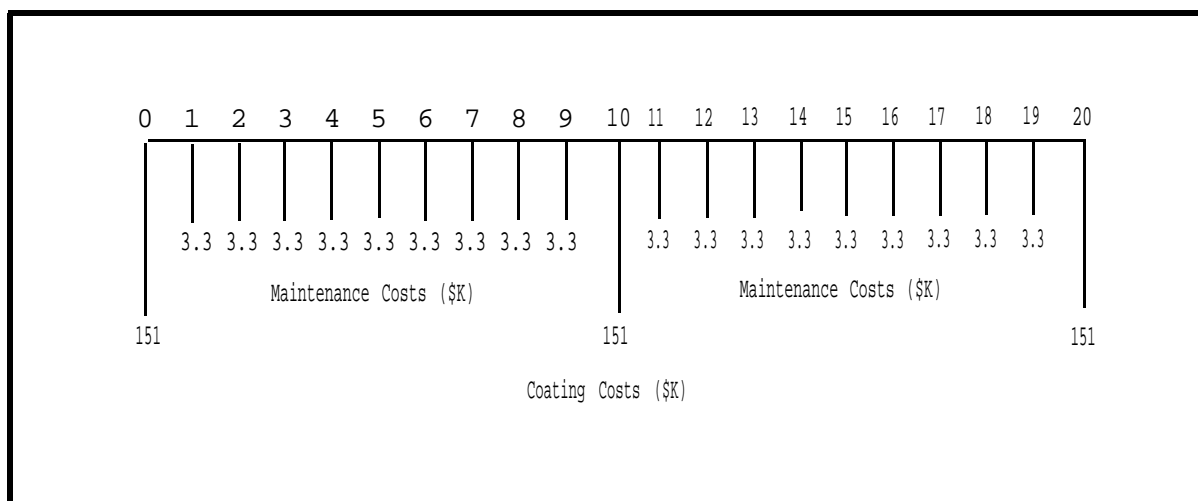 0 1 2 3 4 5 6 7 8 9 10 11 12 13 14 15 16 17 18 19 20
3.3 3.3 3.3 3.3 3.3 3.3 3.3 3.3 3.3 3.3 3.3 3.3 3.3 3.3 3.3 3.3 3.3 3.3
Maintenance Costs ($K) Maintenance Costs ($K)
151 151 151
Coating Costs ($K)